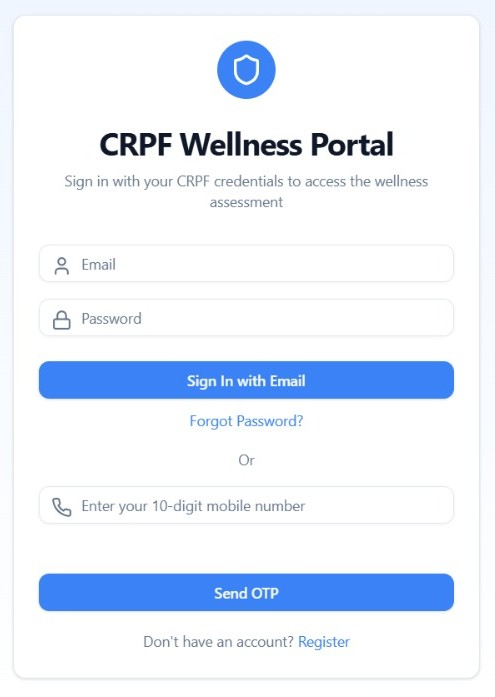 CRPF Wellness Portal
Sign in with your CRPF credentials to access the wellness
assessment
Email
Password
Sign In with Email
Forgot Password?
Or
Enter your 10-digit mobile number
Send OTP
Don't have an account? Register